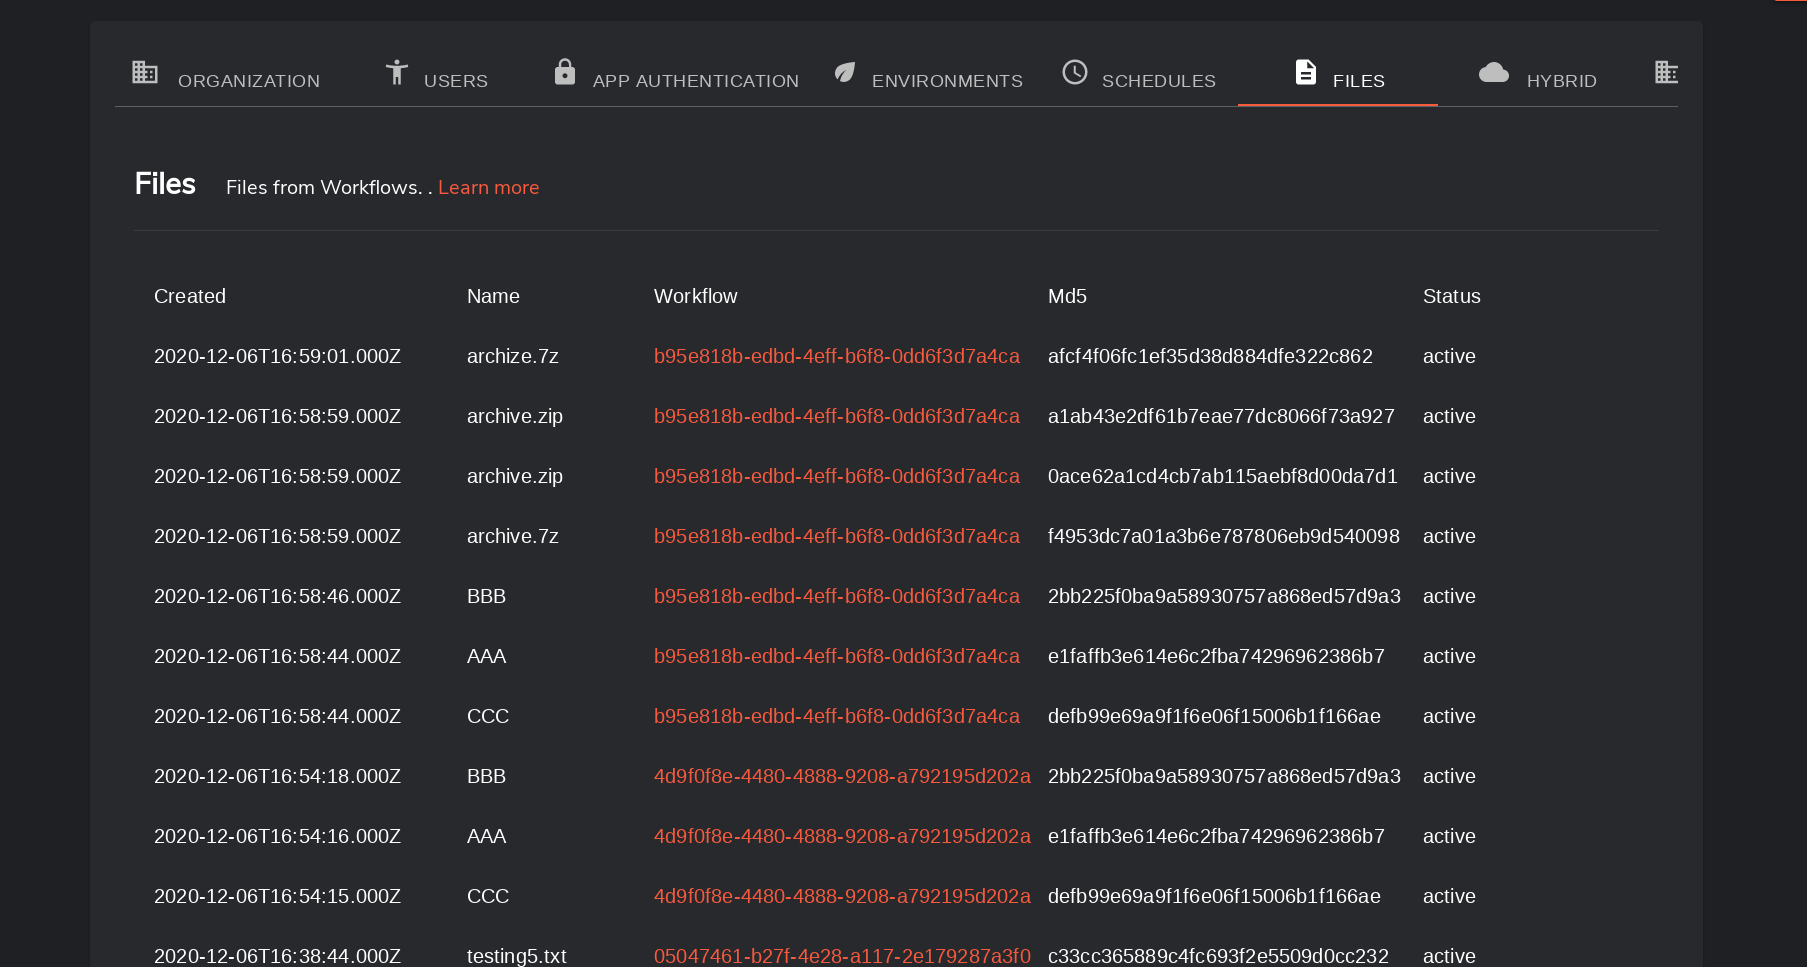 ORGANIZATION USERS APP AUTHENTICATION ENVIRONMENTS SCHEDULES FILES HYBRID
Files Files from Workflows. . Learn more
Created Name Workflow Md5 Status
2020-12-06T16:59:01.000Z archize.7z b95e818b-edbd-4eff-b6f8-0dd6f3d7a4ca afcf4f06fc1ef35d38d884dfe322c862 active
2020-12-06T16:58:59.000Z archive.zip b95e818b-edbd-4eff-b6f8-0dd6f3d7a4ca a1ab43e2df61b7eae77dc8066f73a927 active
2020-12-06T16:58:59.000Z archive.zip b95e818b-edbd-4eff-b6f8-0dd6f3d7a4ca 0ace62a1cd4cb7ab115aebf8d00da7d1 active
2020-12-06T16:58:59.000Z archive.7z b95e818b-edbd-4eff-b6f8-0dd6f3d7a4ca f4953dc7a01a3b6e787806eb9d540098 active
2020-12-06T16:58:46.000Z BBB b95e818b-edbd-4eff-b6f8-0dd6f3d7a4ca 2bb225f0ba9a58930757a868ed57d9a3 active
2020-12-06T16:58:44.000Z AAA b95e818b-edbd-4eff-b6f8-0dd6f3d7a4ca e1faffb3e614e6c2fba74296962386b7 active
2020-12-06T16:58:44.000Z CCC b95e818b-edbd-4eff-b6f8-0dd6f3d7a4ca defb99e69a9f1f6e06f15006b1f166ae active
2020-12-06T16:54:18.000Z BBB 4d9f0f8e-4480-4888-9208-a792195d202a 2bb225f0ba9a58930757a868ed57d9a3 active
2020-12-06T16:54:16.000Z AAA 4d9f0f8e-4480-4888-9208-a792195d202a e1faffb3e614e6c2fba74296962386b7 active
2020-12-06T16:54:15.000Z CCC 4d9f0f8e-4480-4888-9208-a792195d202a defb99e69a9f1f6e06f15006b1f166ae active
2020-12-06T16:38:44.000Z testing5.txt 05047461-b27f-4e28-a117-2e179287a3f0 c33cc365889c4fc693f2e5509d0cc232 active